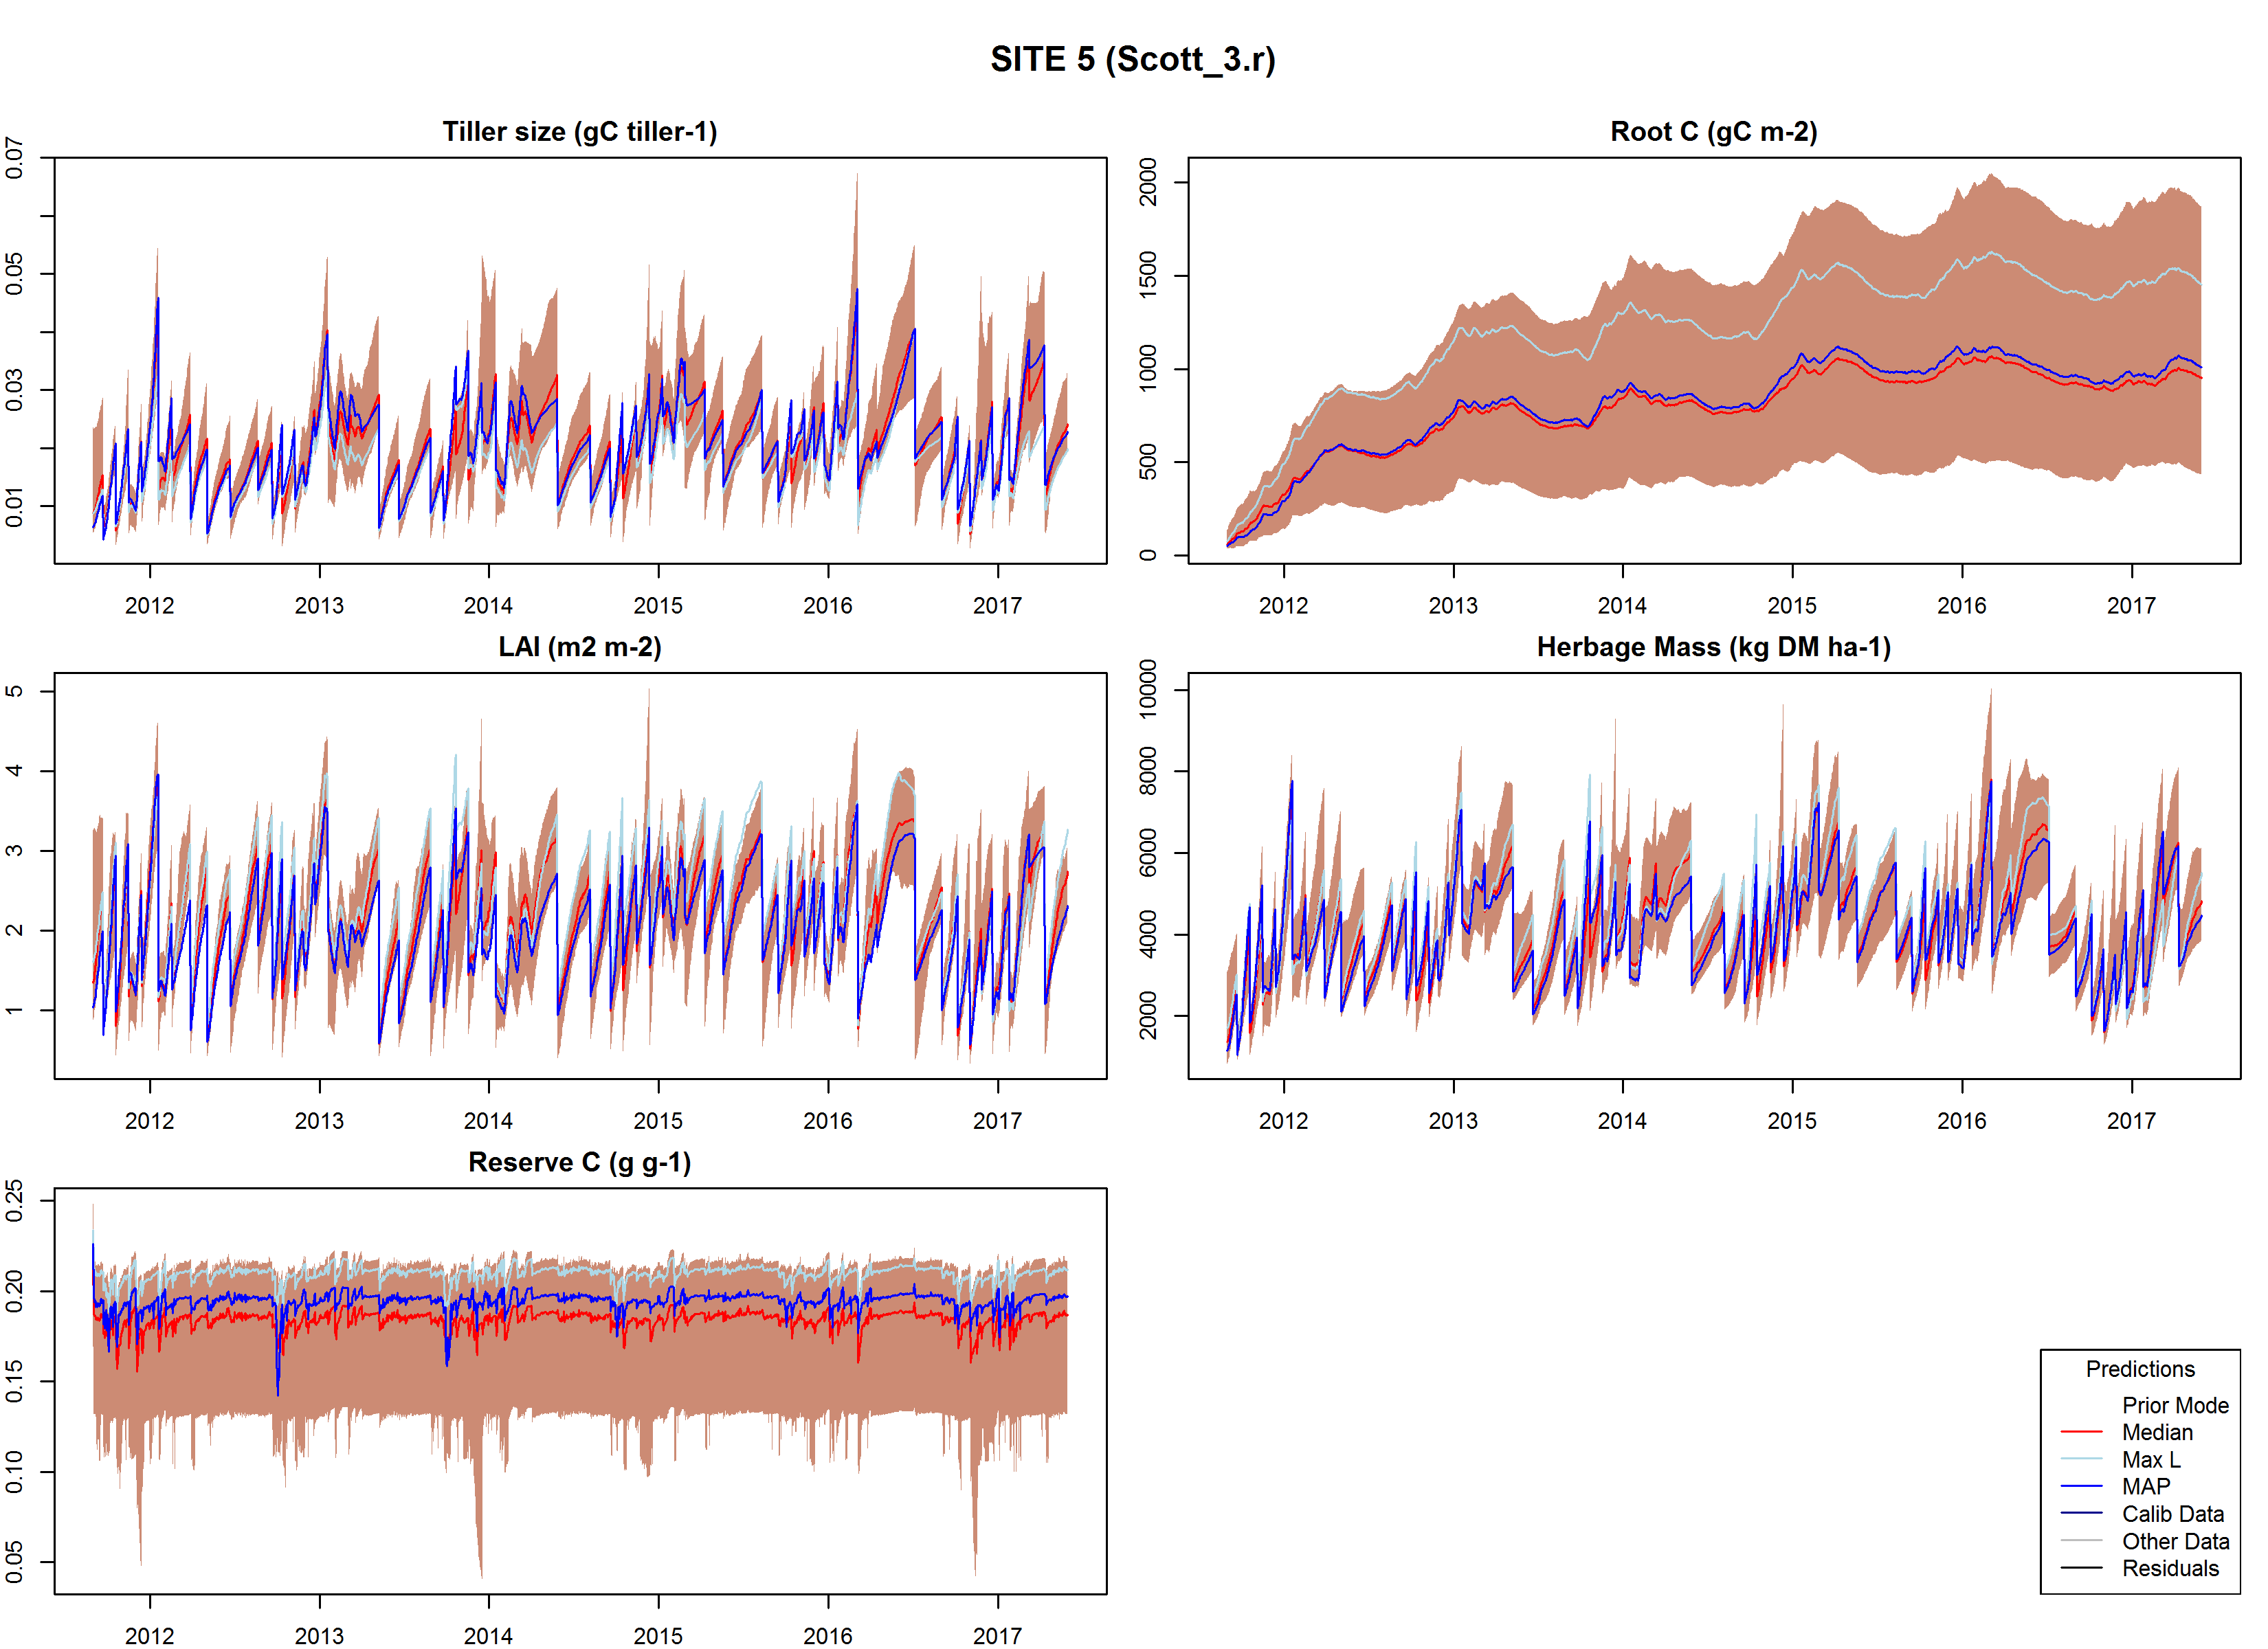 SITE 5 (Scott_3.r)
Tiller size (gC tiller-1)
0.07
0.05
0.03
0.01
2012 2013 2014 2015 2016 2017
Root C (gC m-2)
2000
1500
1000
500
0
2012 2013 2014 2015 2016 2017
LAI (m2 m-2)
5
4
3
2
1
2012 2013 2014 2015 2016 2017
Herbage Mass (kg DM ha-1)
10000
8000
6000
4000
2000
2012 2013 2014 2015 2016 2017
Reserve C (g g-1)
0.25
0.20
0.15
0.10
0.05
2012 2013 2014 2015 2016 2017
Predictions
Prior Mode
Median
Max L
MAP
Calib Data
Other Data
Residuals